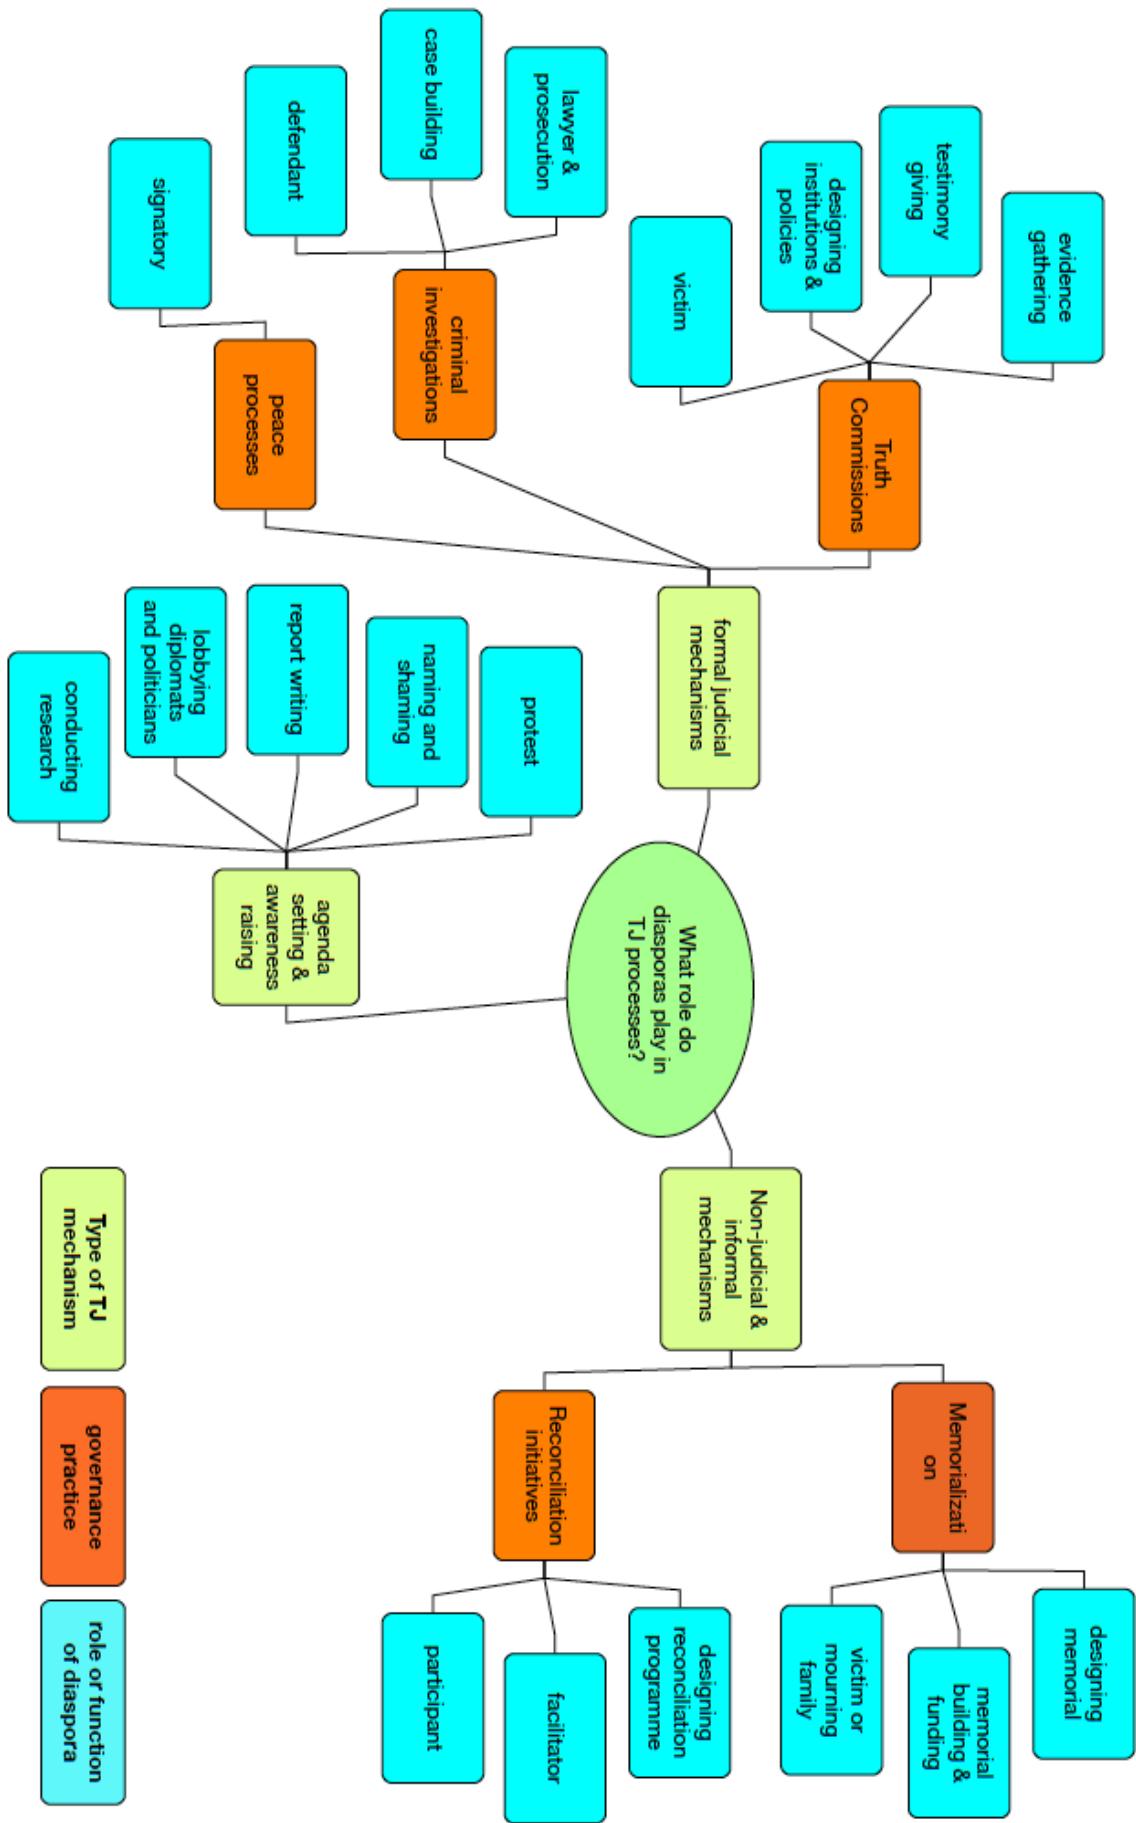 evidence
gathering
testimony
giving
designing
institutions &
policies
victim
Truth
Commissions
lawyer &
prosecution
case building
defendant
criminal
investigations
signatory
peace
processes
formal judicial
mechanisms
protest
naming and
shaming
report writing
lobbying
diplomats
and politicians
conducting
research
agenda
setting &
awareness
raising
What role do
diasporas play in
TJ processes?
Non-judicial &
informal
mechanisms
Memorializati
on
designing
memorial
memorial
building &
funding
victim or
mourning
family
Reconciliation
initiatives
designing
reconciliation
programme
facilitator
participant
Type of TJ
mechanism
governance
practice
role or function
of diaspora